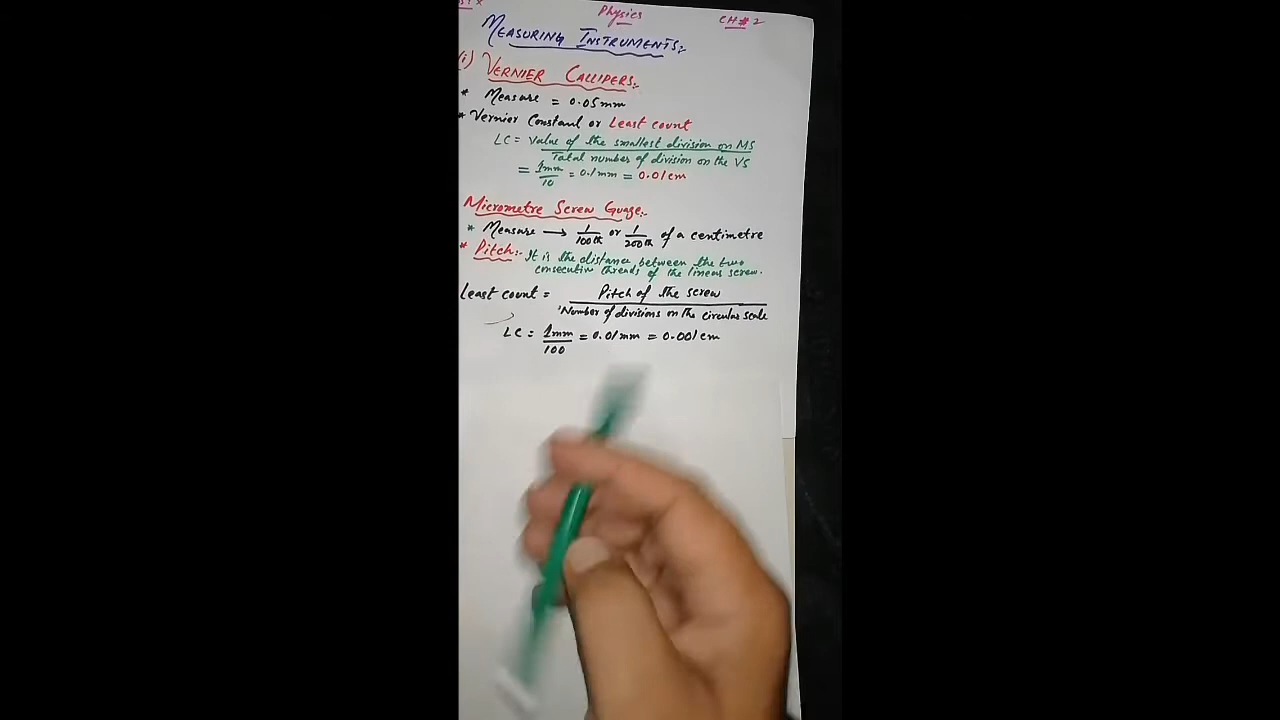 Physics
CH # 2
MEASURING INSTRUMENTS:-
(i) VERNIER CALLIPERS:-
* Measure = 0.05mm
* Vernier Constant or Least count
LC = Value of the smallest division on MS
Total number of division on the VS
= 1mm/10 = 0.1mm = 0.01cm
Micrometre Screw Guage:-
* Measure → 1/100th or 1/200th of a centimetre
* Pitch:- It is the distance between the two
consecutive threads of the linear screw.
Least count = Pitch of the screw
Number of divisions on the circular scale
LC = 1mm/100 = 0.01mm = 0.001cm